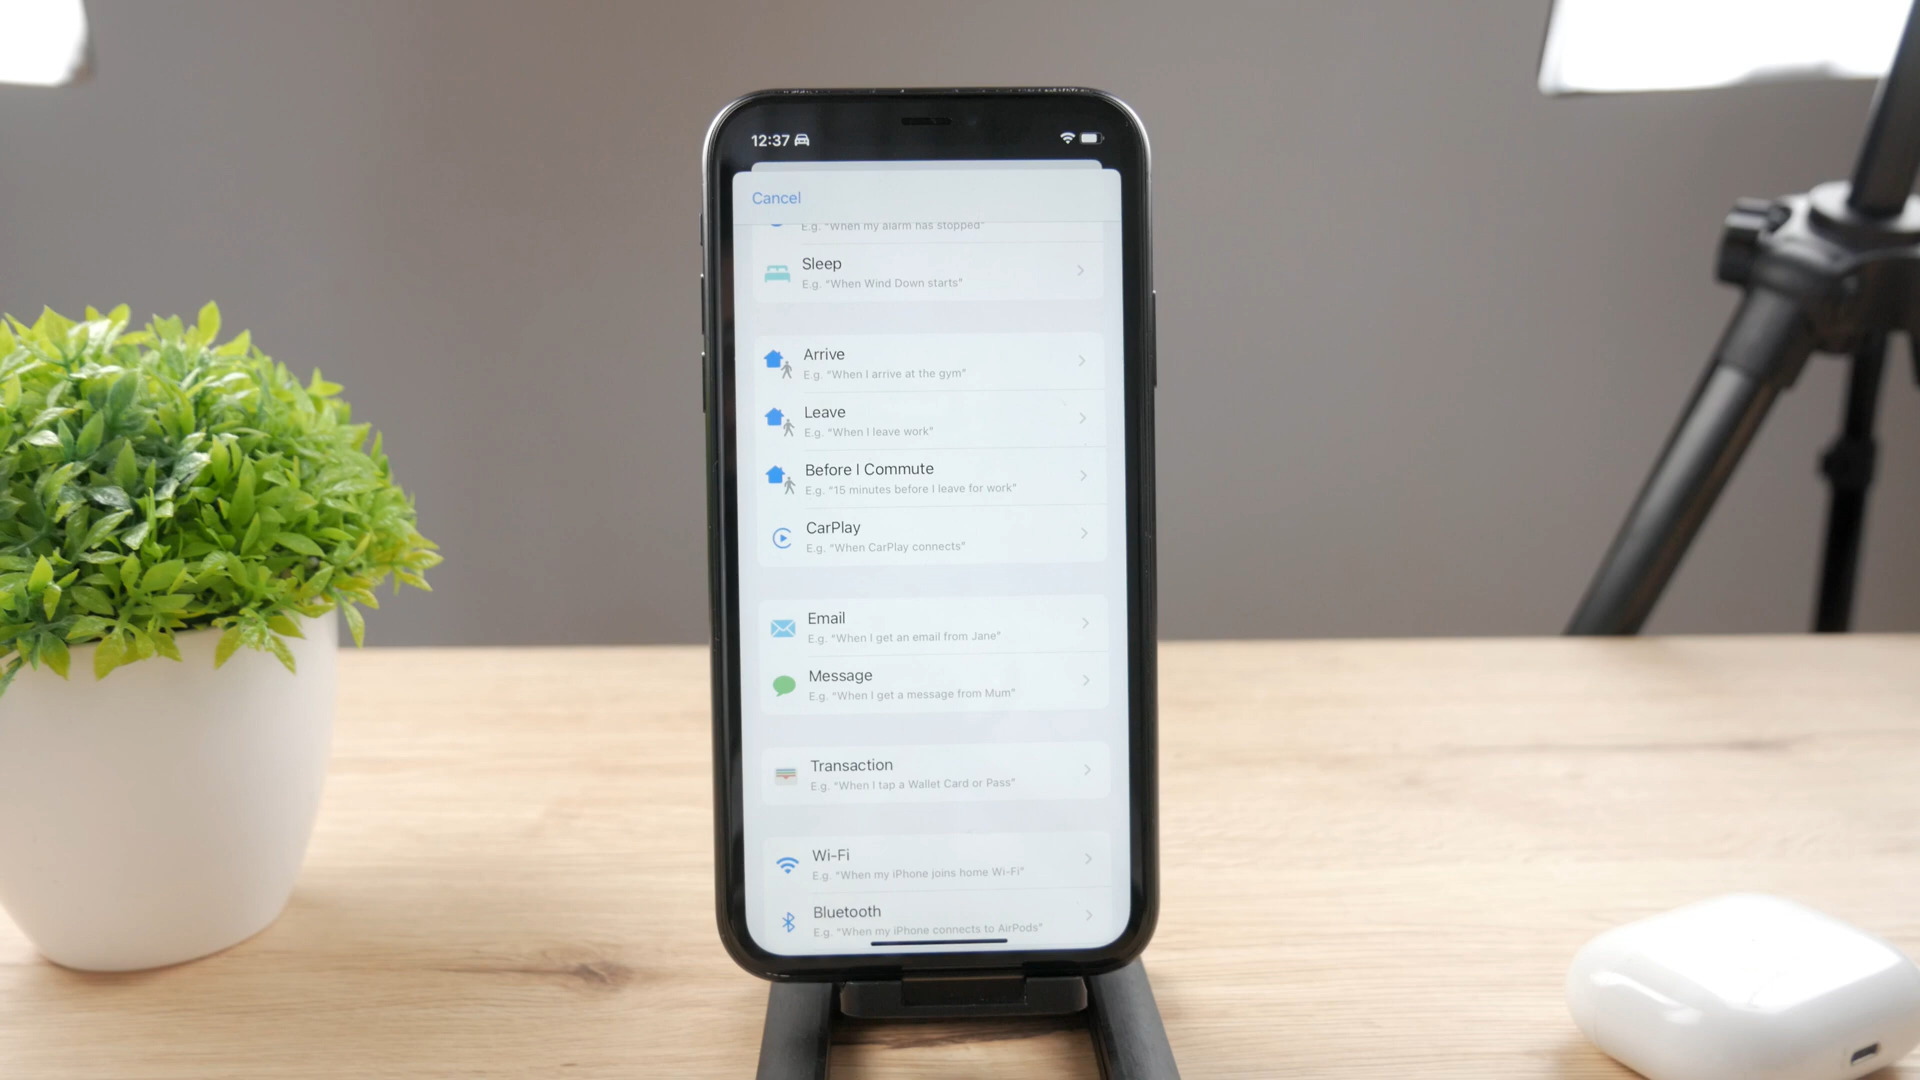 12:37
Cancel
E.g. "When my alarm has stopped"
Sleep
E.g. "When Wind Down starts"
Arrive
E.g. "When I arrive at the gym"
Leave
E.g. "When I leave work"
Before I Commute
E.g. "15 minutes before I leave for work"
CarPlay
E.g. "When CarPlay connects"
Email
E.g. "When I get an email from Jane"
Message
E.g. "When I get a message from Mum"
Transaction
E.g. "When I tap a Wallet Card or Pass"
Wi-Fi
E.g. "When my iPhone joins home Wi-Fi"
Bluetooth
E.g. "When my iPhone connects to AirPods"